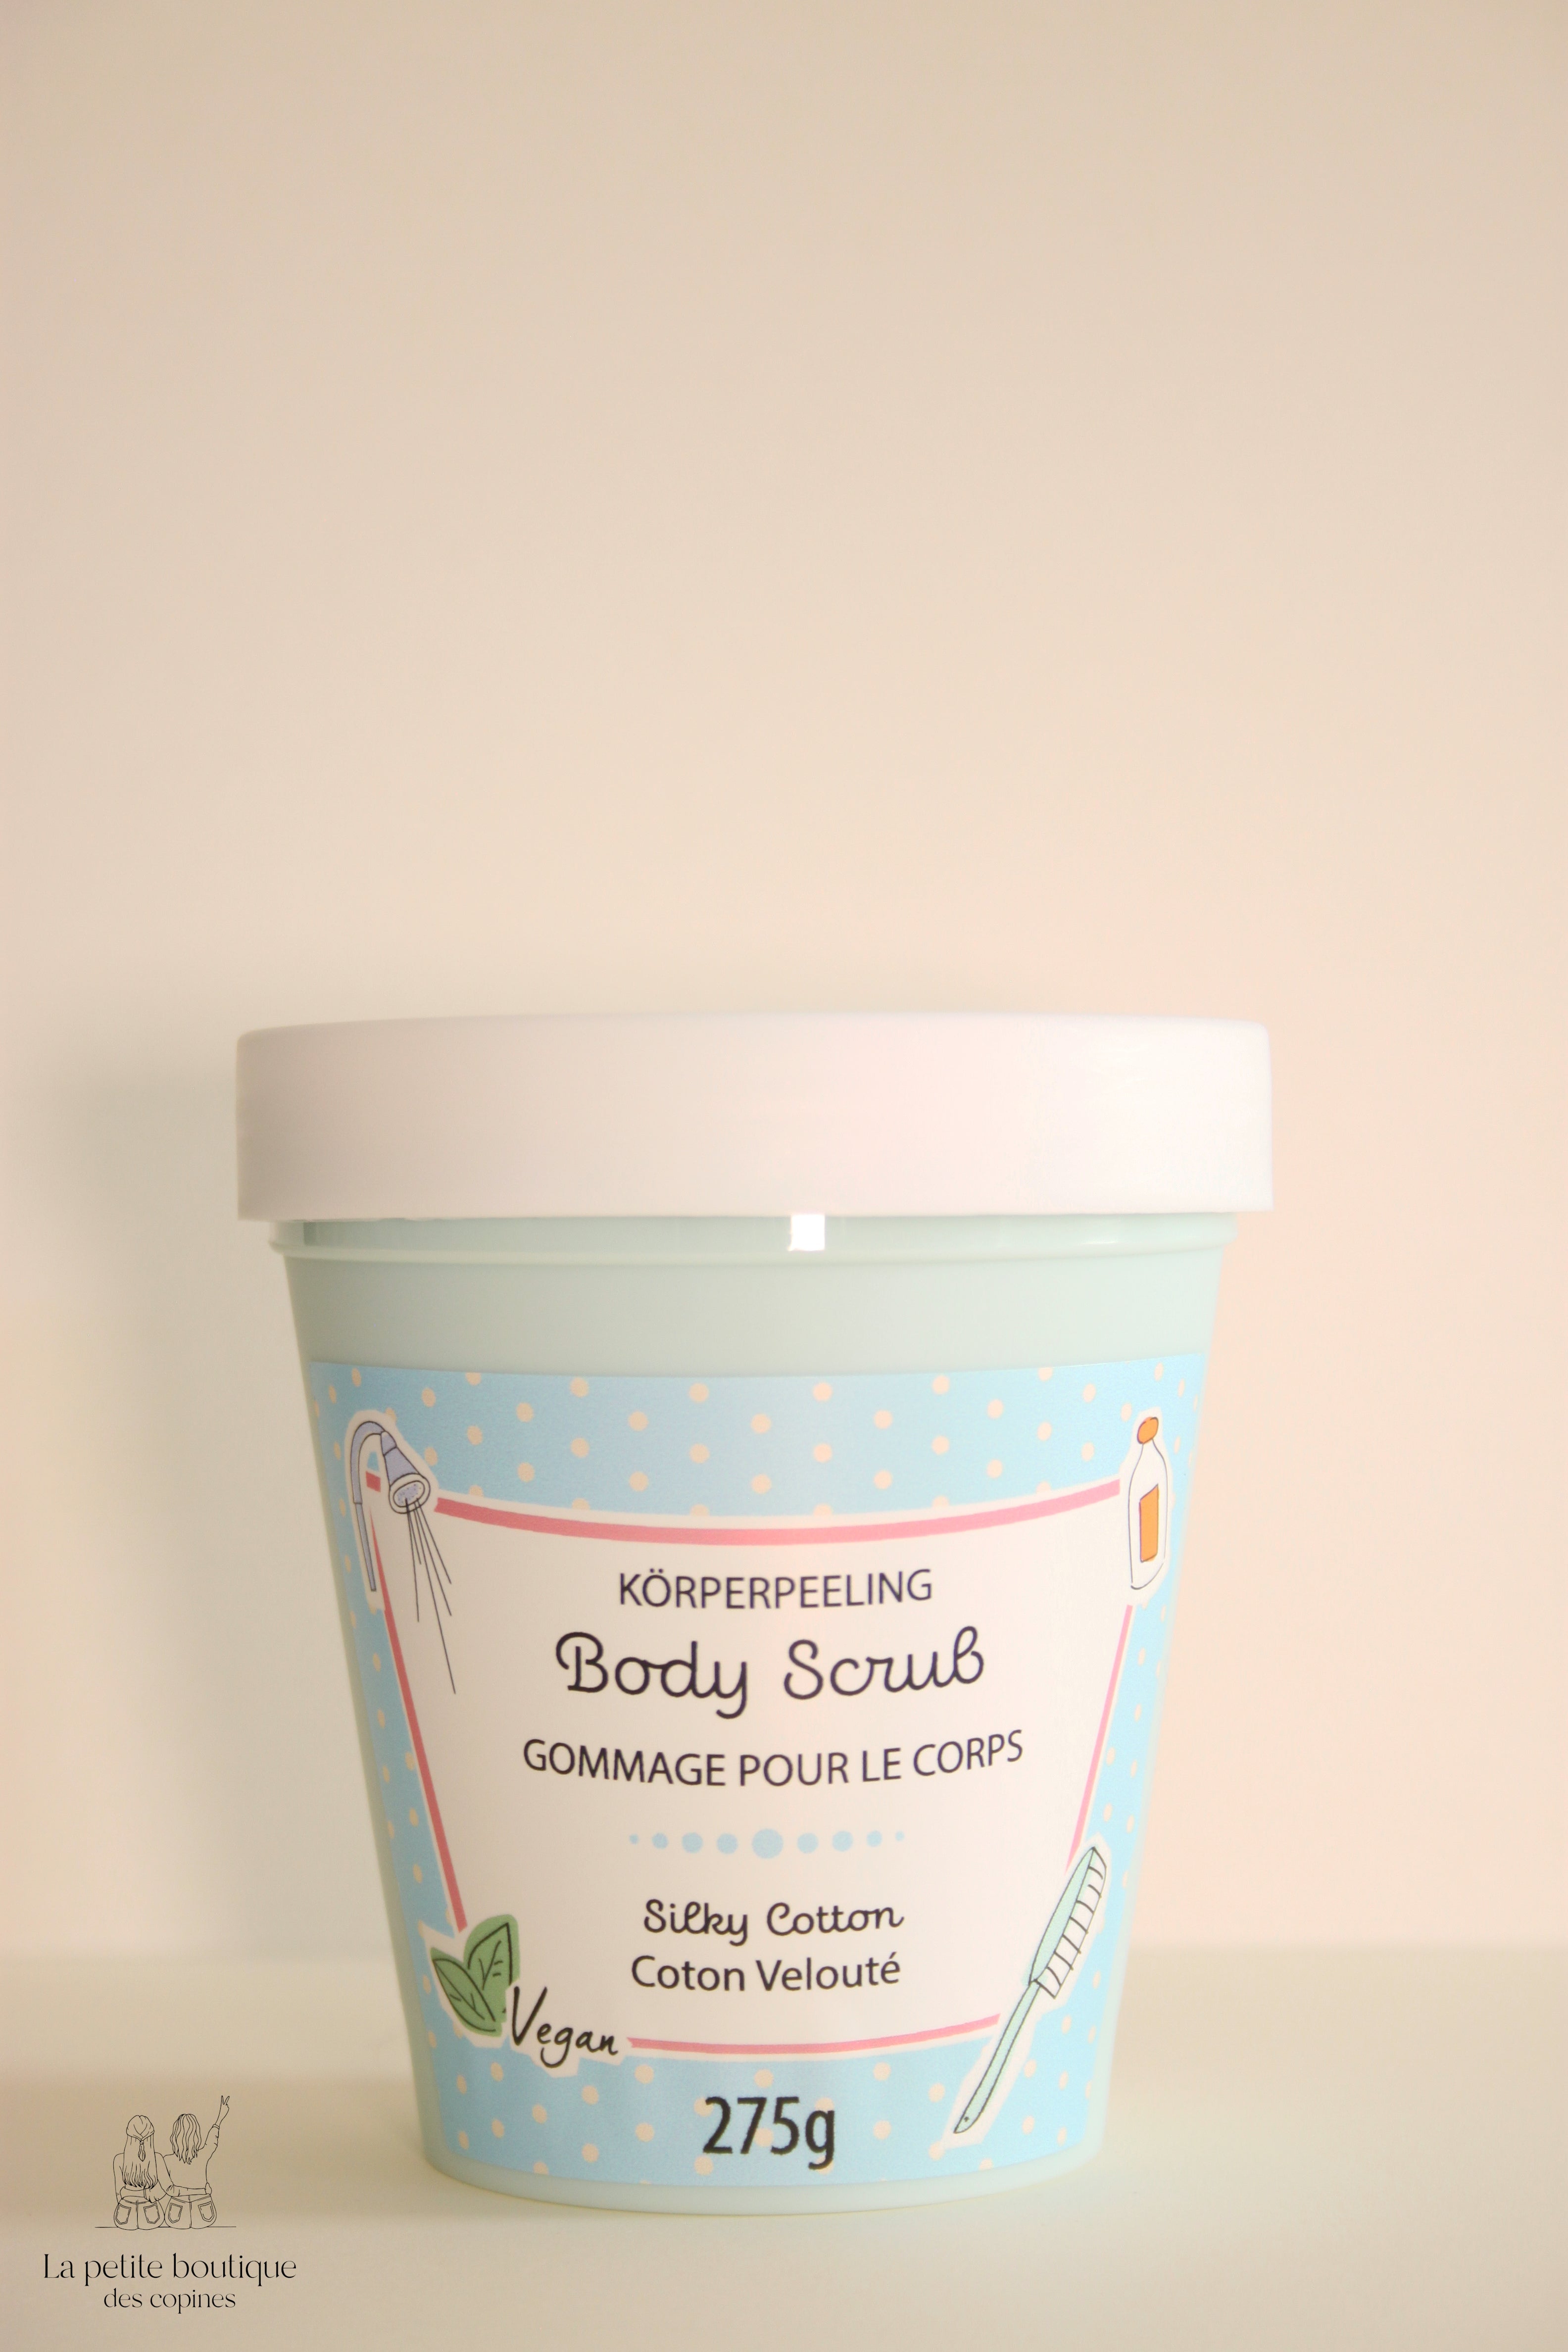 KÖRPERPEELING
Body Scrub
GOMMAGE POUR LE CORPS
Silky Cotton
Coton Velouté
Vegan
275g
La petite boutique
des copines